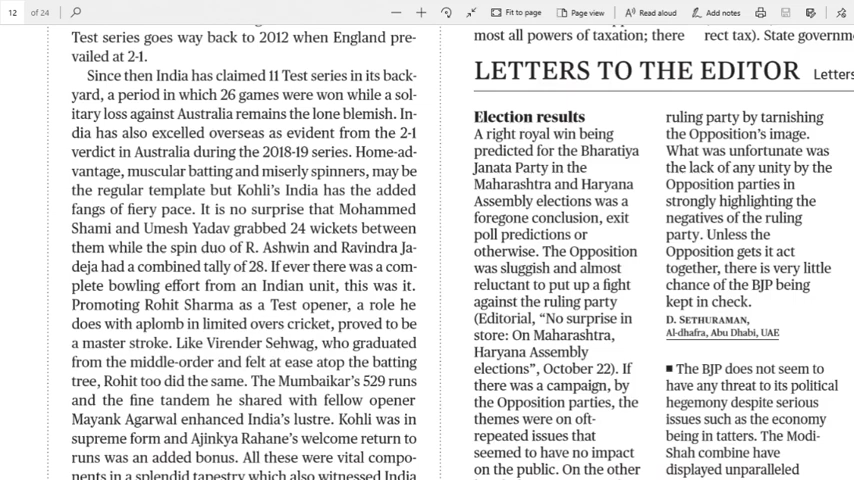 12 of 24
Fit to page
Page view
Read aloud
Add notes
Test series goes way back to 2012 when England pre-
vailed at 2-1.
Since then India has claimed 11 Test series in its back-
yard, a period in which 26 games were won while a sol-
itary loss against Australia remains the lone blemish. In-
dia has also excelled overseas as evident from the 2-1
verdict in Australia during the 2018-19 series. Home-ad-
vantage, muscular batting and miserly spinners, may be
the regular template but Kohli's India has the added
fangs of fiery pace. It is no surprise that Mohammed
Shami and Umesh Yadav grabbed 24 wickets between
them while the spin duo of R. Ashwin and Ravindra Ja-
deja had a combined tally of 28. If ever there was a com-
plete bowling effort from an Indian unit, this was it.
Promoting Rohit Sharma as a Test opener, a role he
does with aplomb in limited overs cricket, proved to be
a master stroke. Like Virender Sehwag, who graduated
from the middle-order and felt at ease atop the batting
tree, Rohit too did the same. The Mumbaikar's 529 runs
and the fine tandem he shared with fellow opener
Mayank Agarwal enhanced India's lustre. Kohli was in
supreme form and Ajinkya Rahane's welcome return to
runs was an added bonus. All these were vital compo-
nents in a splendid tapestry which also witnessed India
most all powers of taxation; there
rect tax). State governm
LETTERS TO THE EDITOR
Letters
Election results
A right royal win being
predicted for the Bharatiya
Janata Party in the
Maharashtra and Haryana
Assembly elections was a
foregone conclusion, exit
poll predictions or
otherwise. The Opposition
was sluggish and almost
reluctant to put up a fight
against the ruling party
(Editorial, “No surprise in
store: On Maharashtra,
Haryana Assembly
elections”, October 22). If
there was a campaign, by
the Opposition parties, the
themes were on oft-
repeated issues that
seemed to have no impact
on the public. On the other
ruling party by tarnishing
the Opposition's image.
What was unfortunate was
the lack of any unity by the
Opposition parties in
strongly highlighting the
negatives of the ruling
party. Unless the
Opposition gets it act
together, there is very little
chance of the BJP being
kept in check.
D. SETHURAMAN,
Al-dhafra, Abu Dhabi, UAE
■ The BJP does not seem to
have any threat to its political
hegemony despite serious
issues such as the economy
being in tatters. The Modi-
Shah combine have
displayed unparalleled